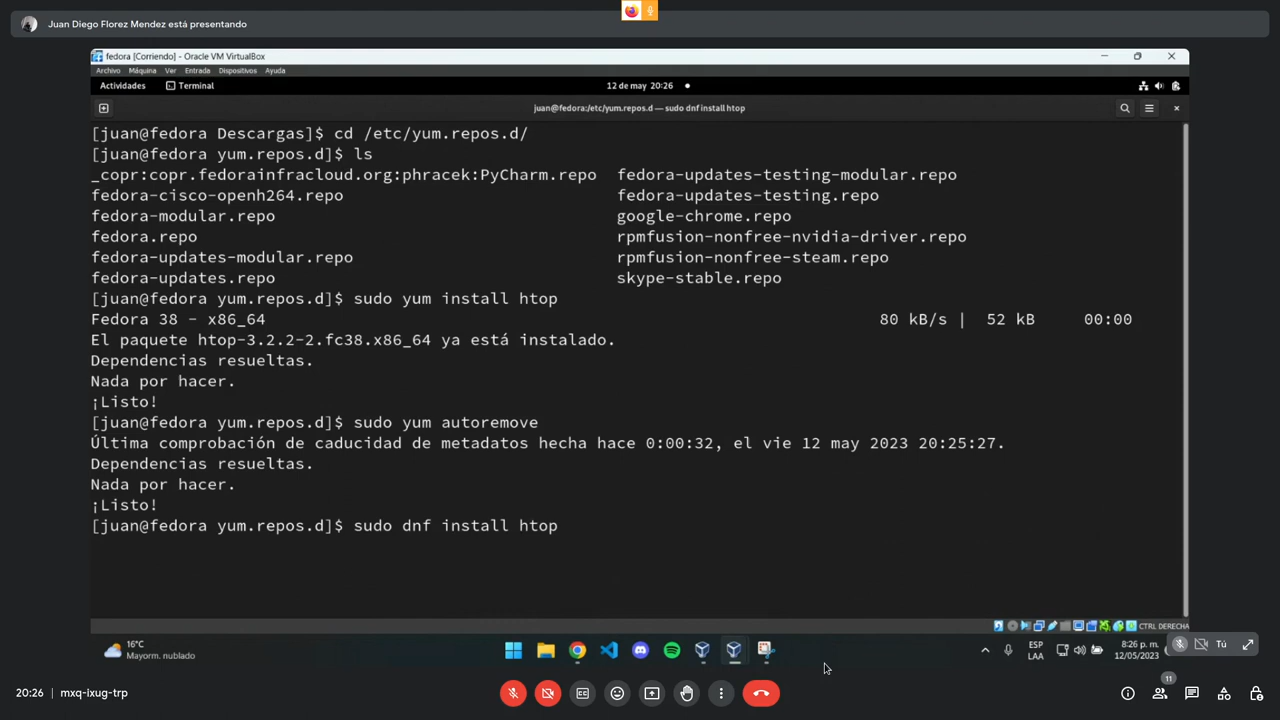 Juan Diego Florez Mendez está presentando
fedora [Corriendo] - Oracle VM VirtualBox
Archivo Máquina Ver Entrada Dispositivos Ayuda
Actividades Terminal 12 de may 20:26
juan@fedora:/etc/yum.repos.d — sudo dnf install htop
[juan@fedora Descargas]$ cd /etc/yum.repos.d/
[juan@fedora yum.repos.d]$ ls
_copr:copr.fedorainfracloud.org:phracek:PyCharm.repo fedora-updates-testing-modular.repo
fedora-cisco-openh264.repo fedora-updates-testing.repo
fedora-modular.repo google-chrome.repo
fedora.repo rpmfusion-nonfree-nvidia-driver.repo
fedora-updates-modular.repo rpmfusion-nonfree-steam.repo
fedora-updates.repo skype-stable.repo
[juan@fedora yum.repos.d]$ sudo yum install htop
Fedora 38 - x86_64 80 kB/s | 52 kB 00:00
El paquete htop-3.2.2-2.fc38.x86_64 ya está instalado.
Dependencias resueltas.
Nada por hacer.
¡Listo!
[juan@fedora yum.repos.d]$ sudo yum autoremove
Última comprobación de caducidad de metadatos hecha hace 0:00:32, el vie 12 may 2023 20:25:27.
Dependencias resueltas.
Nada por hacer.
¡Listo!
[juan@fedora yum.repos.d]$ sudo dnf install htop
CTRL DERECHA
16°C
Mayorm. nublado
ESP
LAA
8:26 p. m.
12/05/2023
Tú
20:26 mxq-ixug-trp
11